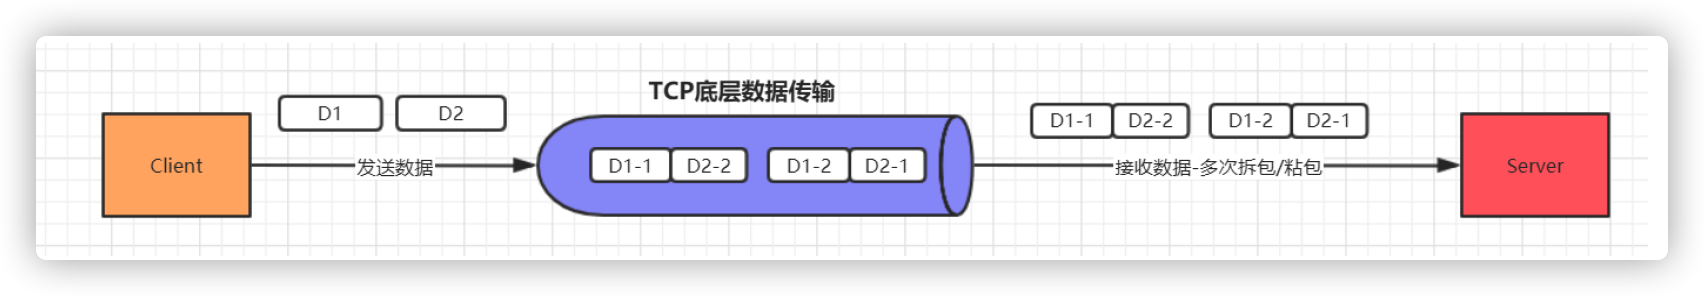 TCP底层数据传输
Client
D1
D2
发送数据
D1-1
D2-2
D1-2
D2-1
D1-1
D2-2
D1-2
D2-1
接收数据-多次拆包/粘包
Server